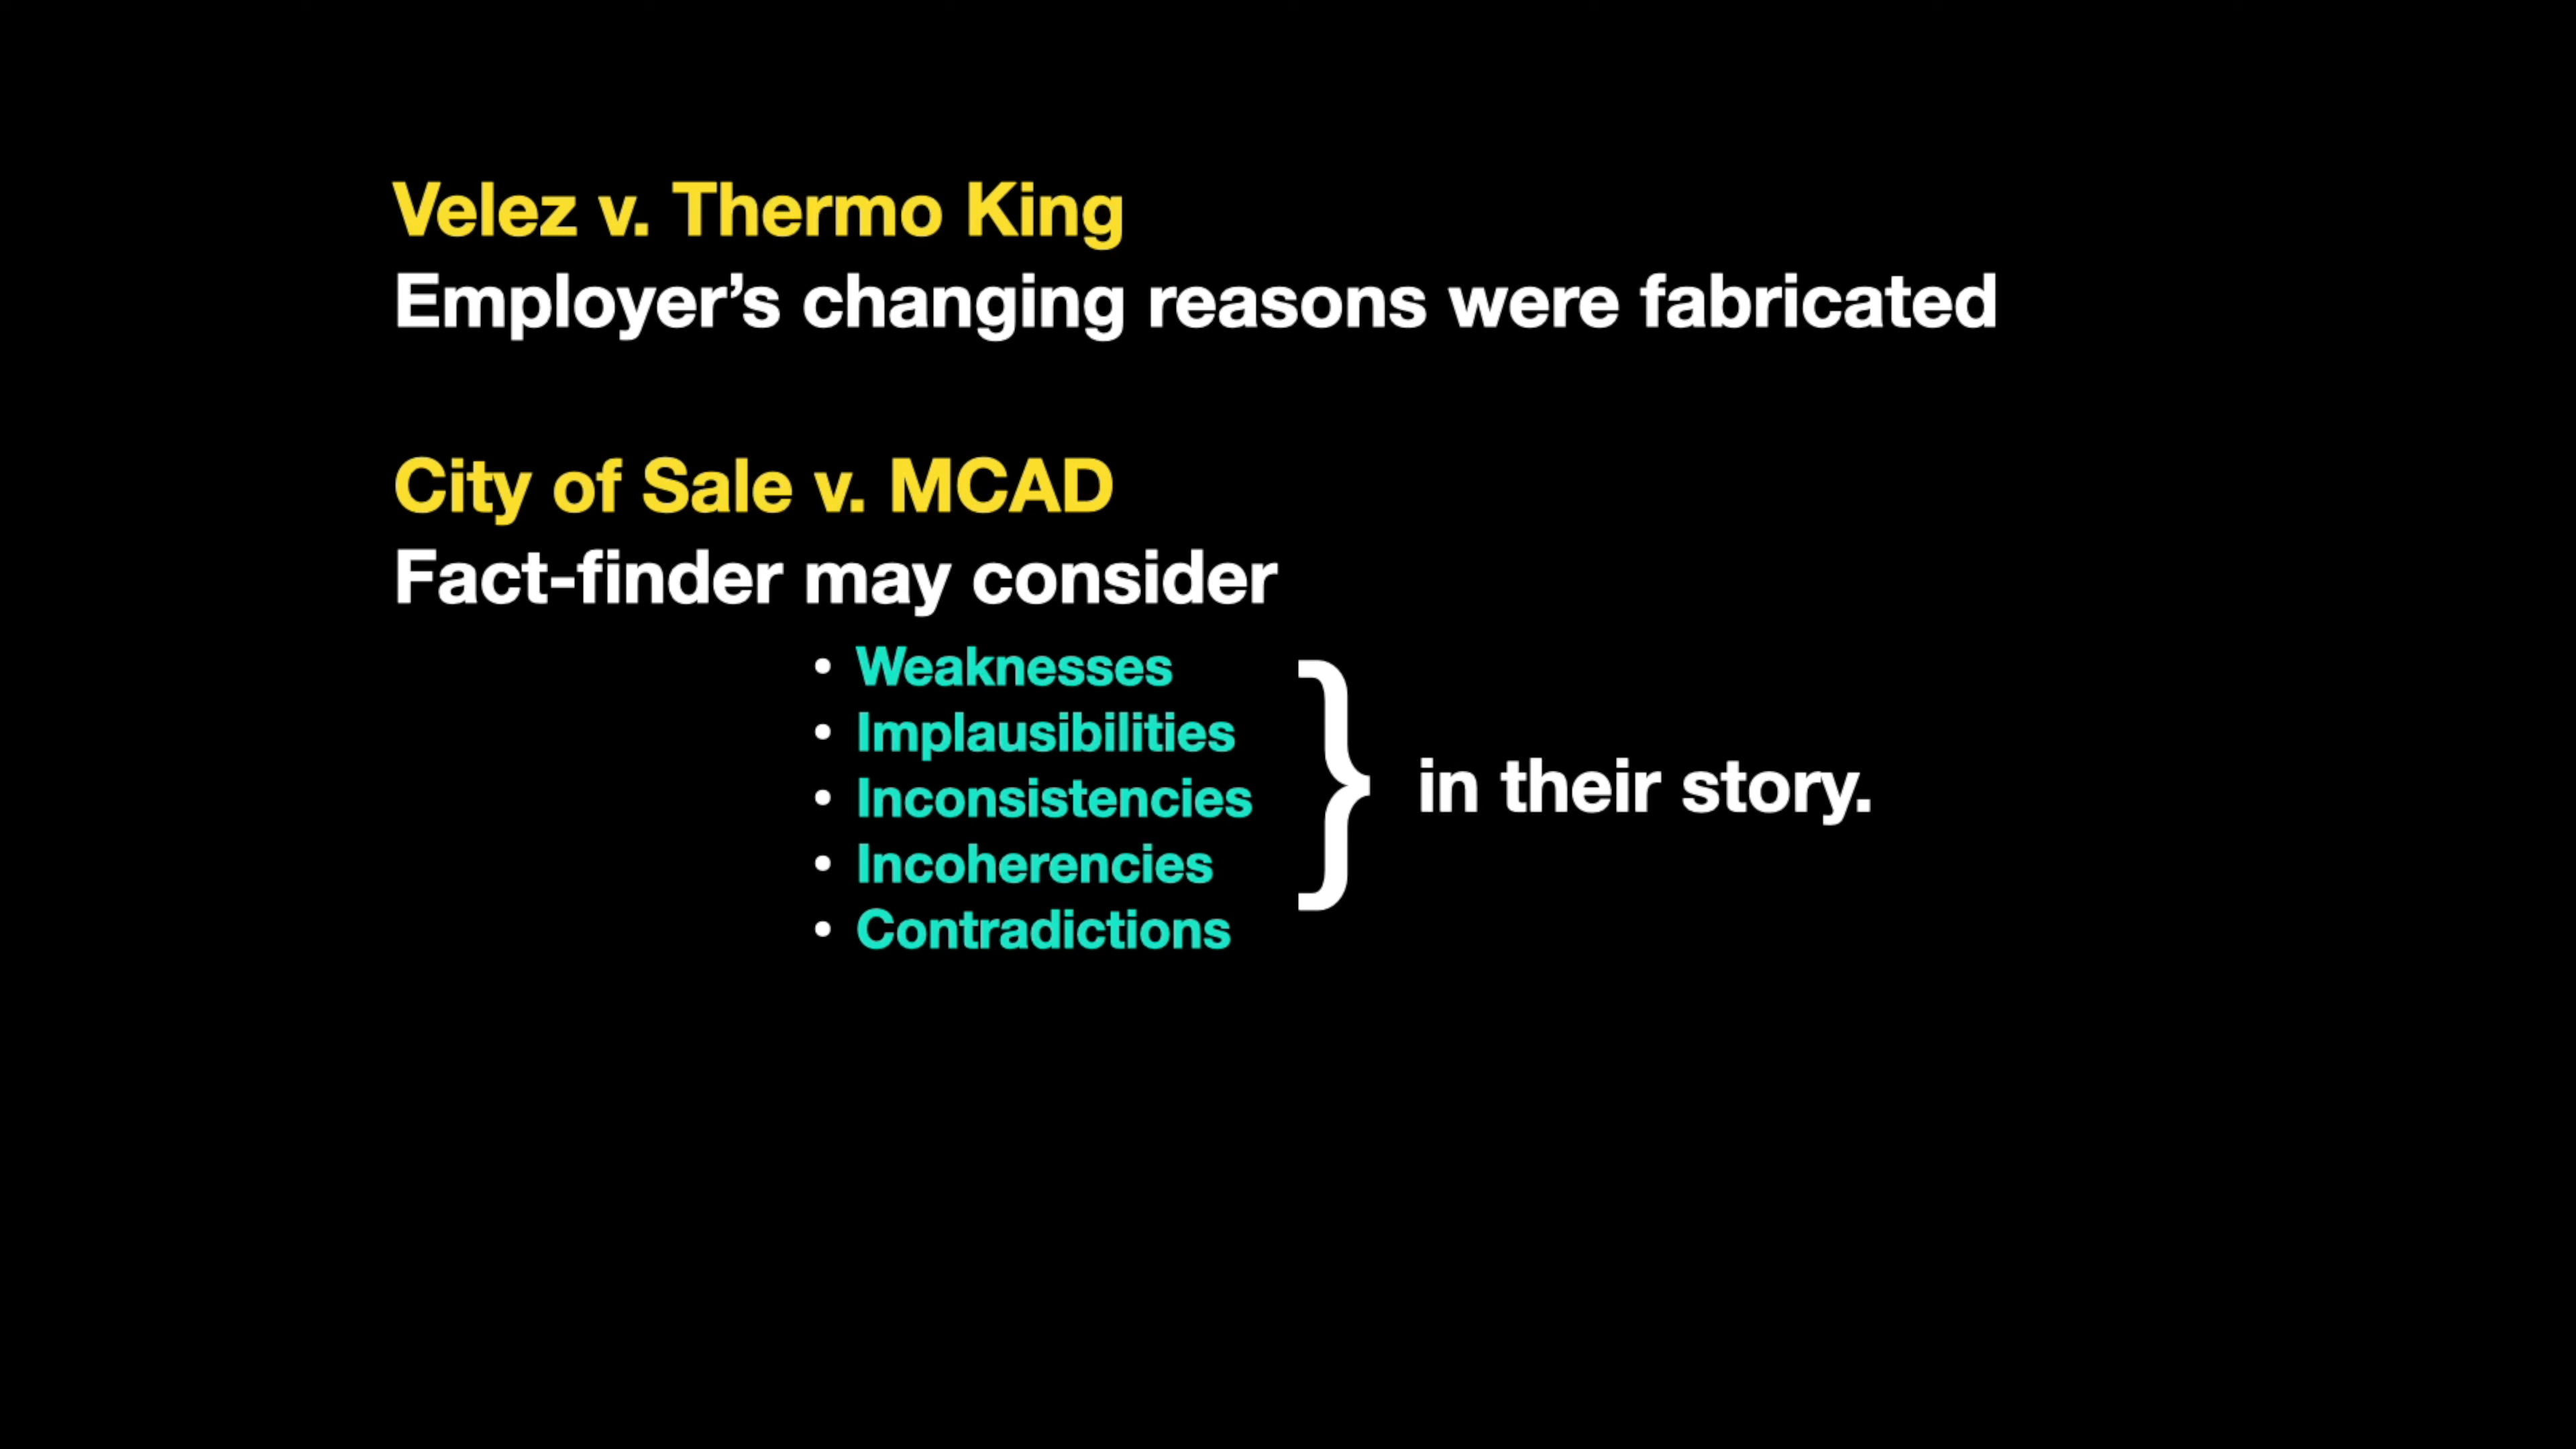 Velez v. Thermo King
Employer’s changing reasons were fabricated
City of Sale v. MCAD
Fact-finder may consider
• Weaknesses
• Implausibilities
• Inconsistencies
• Incoherencies
• Contradictions
} in their story.